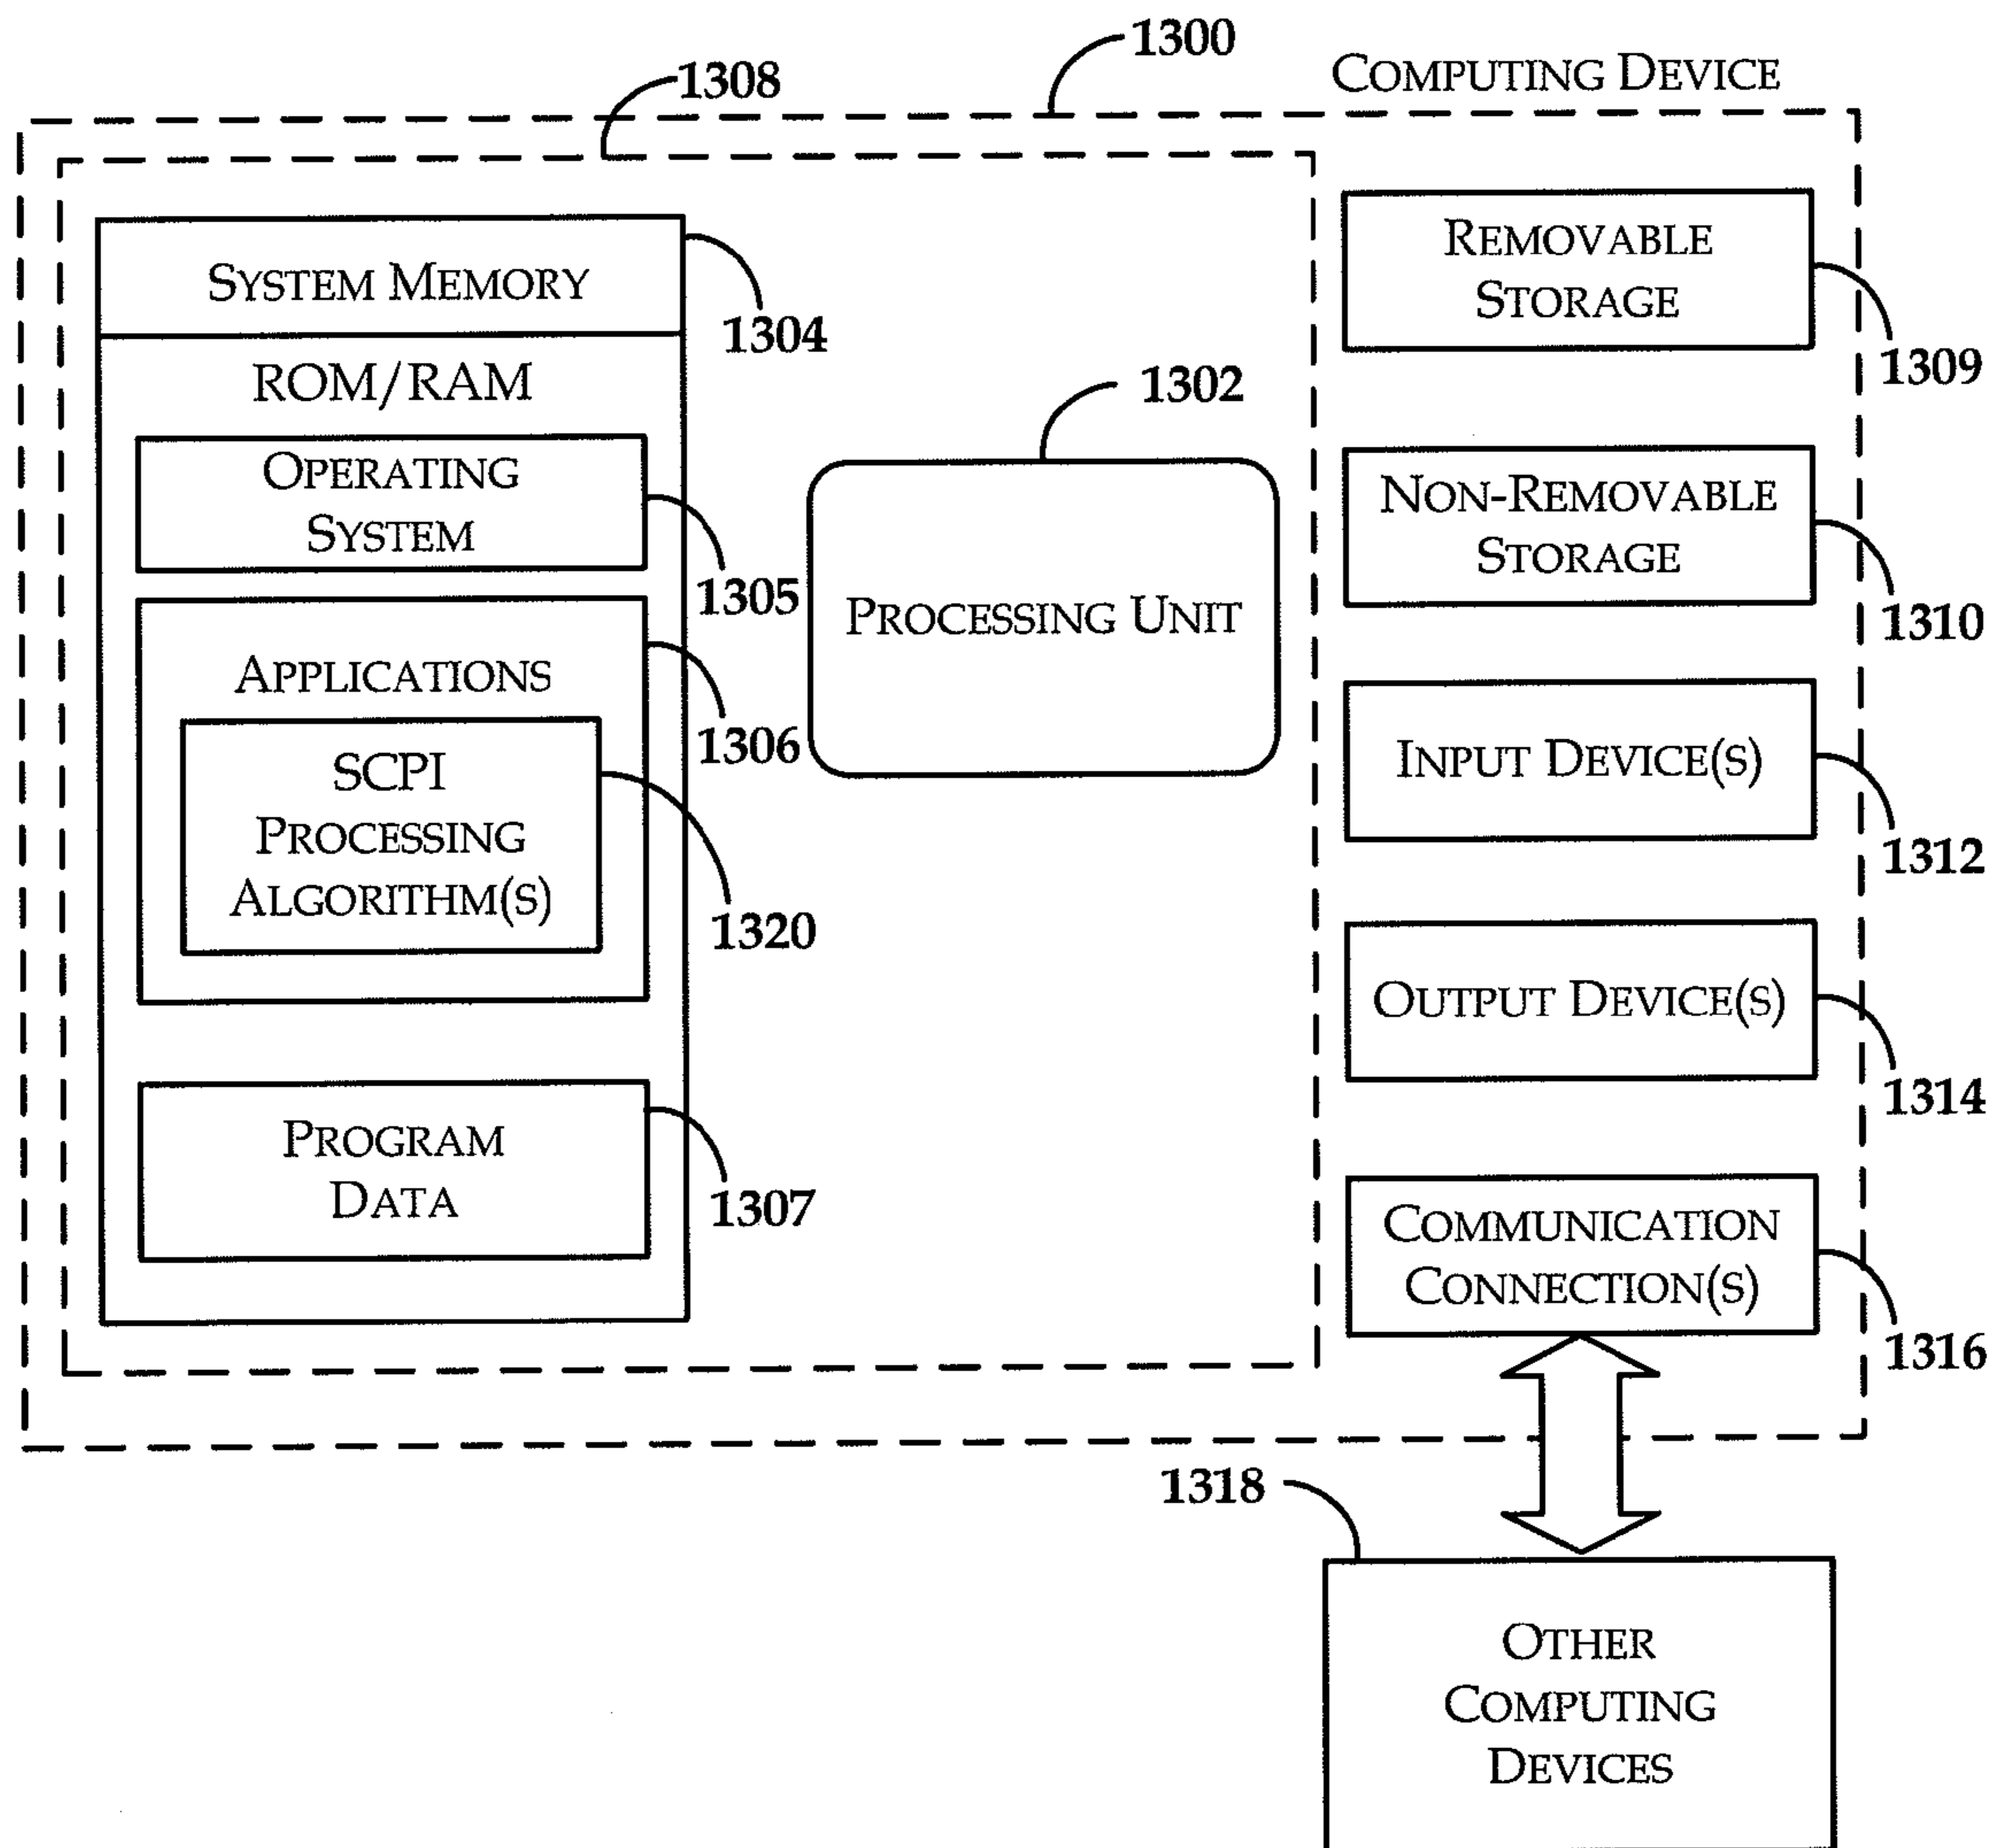 1300
COMPUTING DEVICE
1308
SYSTEM MEMORY
1304
ROM/RAM
OPERATING
SYSTEM
1305
APPLICATIONS
1306
SCPI
PROCESSING
ALGORITHM(S)
1320
PROGRAM
DATA
1307
1302
PROCESSING UNIT
REMOVABLE
STORAGE
1309
NON-REMOVABLE
STORAGE
1310
INPUT DEVICE(S)
1312
OUTPUT DEVICE(S)
1314
COMMUNICATION
CONNECTION(S)
1316
1318
OTHER
COMPUTING
DEVICES